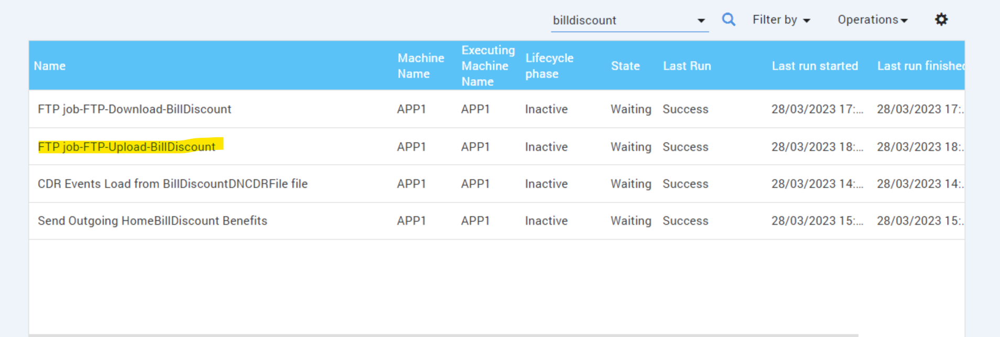 billdiscount Filter by Operations
Name Machine Name Executing Machine Name Lifecycle phase State Last Run Last run started Last run finished
FTP job-FTP-Download-BillDiscount APP1 APP1 Inactive Waiting Success 28/03/2023 17:... 28/03/2023 17:.
FTP job-FTP-Upload-BillDiscount APP1 APP1 Inactive Waiting Success 28/03/2023 18:... 28/03/2023 18:.
CDR Events Load from BillDiscountDNCDRFile file APP1 APP1 Inactive Waiting Success 28/03/2023 14:... 28/03/2023 14:.
Send Outgoing HomeBillDiscount Benefits APP1 APP1 Inactive Waiting Success 28/03/2023 15:... 28/03/2023 15:.